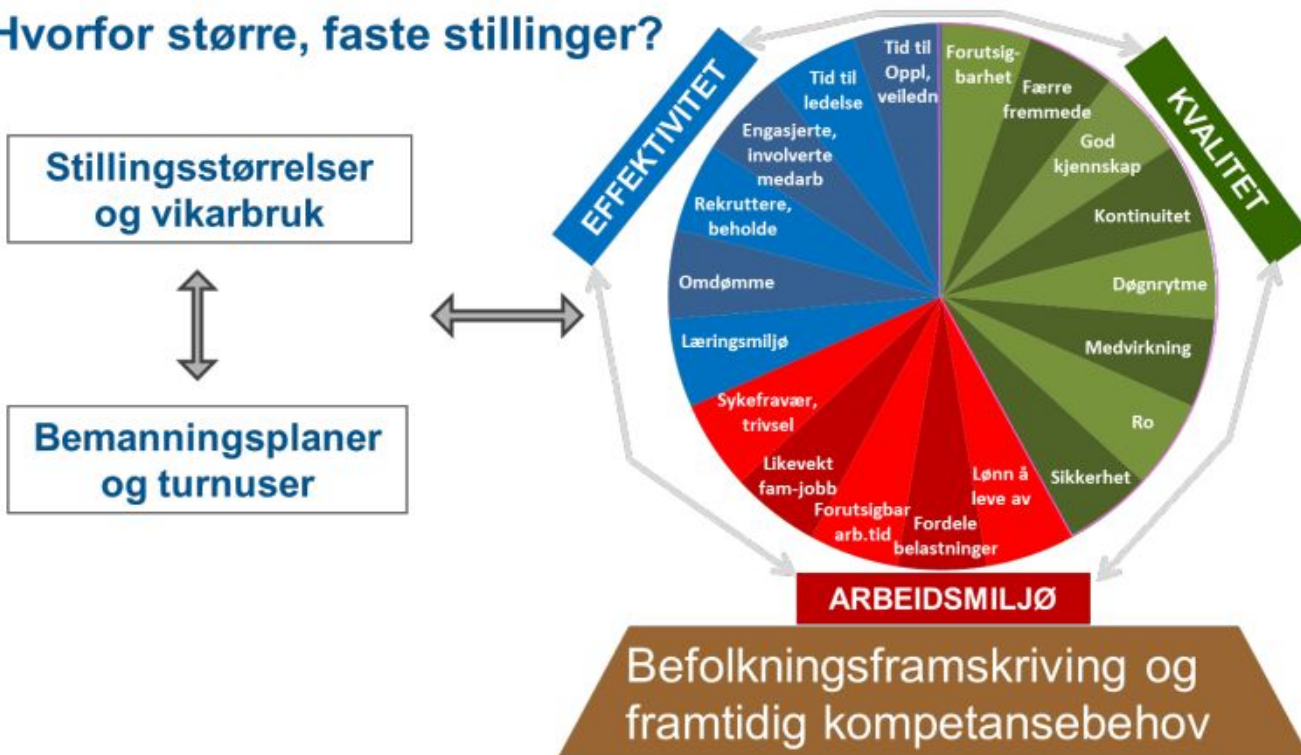 Hvorfor større, faste stillinger?
Stillingsstørrelser
og vikarbruk
Bemanningsplaner
og turnuser
EFFEKTIVITET
KVALITET
ARBEIDSMILJØ
Tid til
Oppl,
veiledn
Tid til
ledelse
Engasjerte,
involverte
medarb
Rekruttere,
beholde
Omdømme
Læringsmiljø
Forutsig-
barhet
Færre
fremmede
God
kjennskap
Kontinuitet
Døgnrytme
Medvirkning
Ro
Sikkerhet
Lønn å
leve av
Fordele
belastninger
Forutsigbar
arb.tid
Likevekt
fam-jobb
Sykefravær,
trivsel
Befolkningsframskriving og
framtidig kompetansebehov